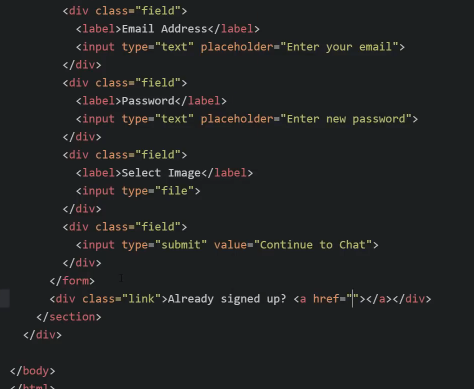 <div class="field">
<label>Email Address</label>
<input type="text" placeholder="Enter your email">
</div>
<div class="field">
<label>Password</label>
<input type="text" placeholder="Enter new password">
</div>
<div class="field">
<label>Select Image</label>
<input type="file">
</div>
<div class="field">
<input type="submit" value="Continue to Chat">
</div>
</form>
<div class="link">Already signed up? <a href=""></a></div>
</section>
</div>
</body>
</html>